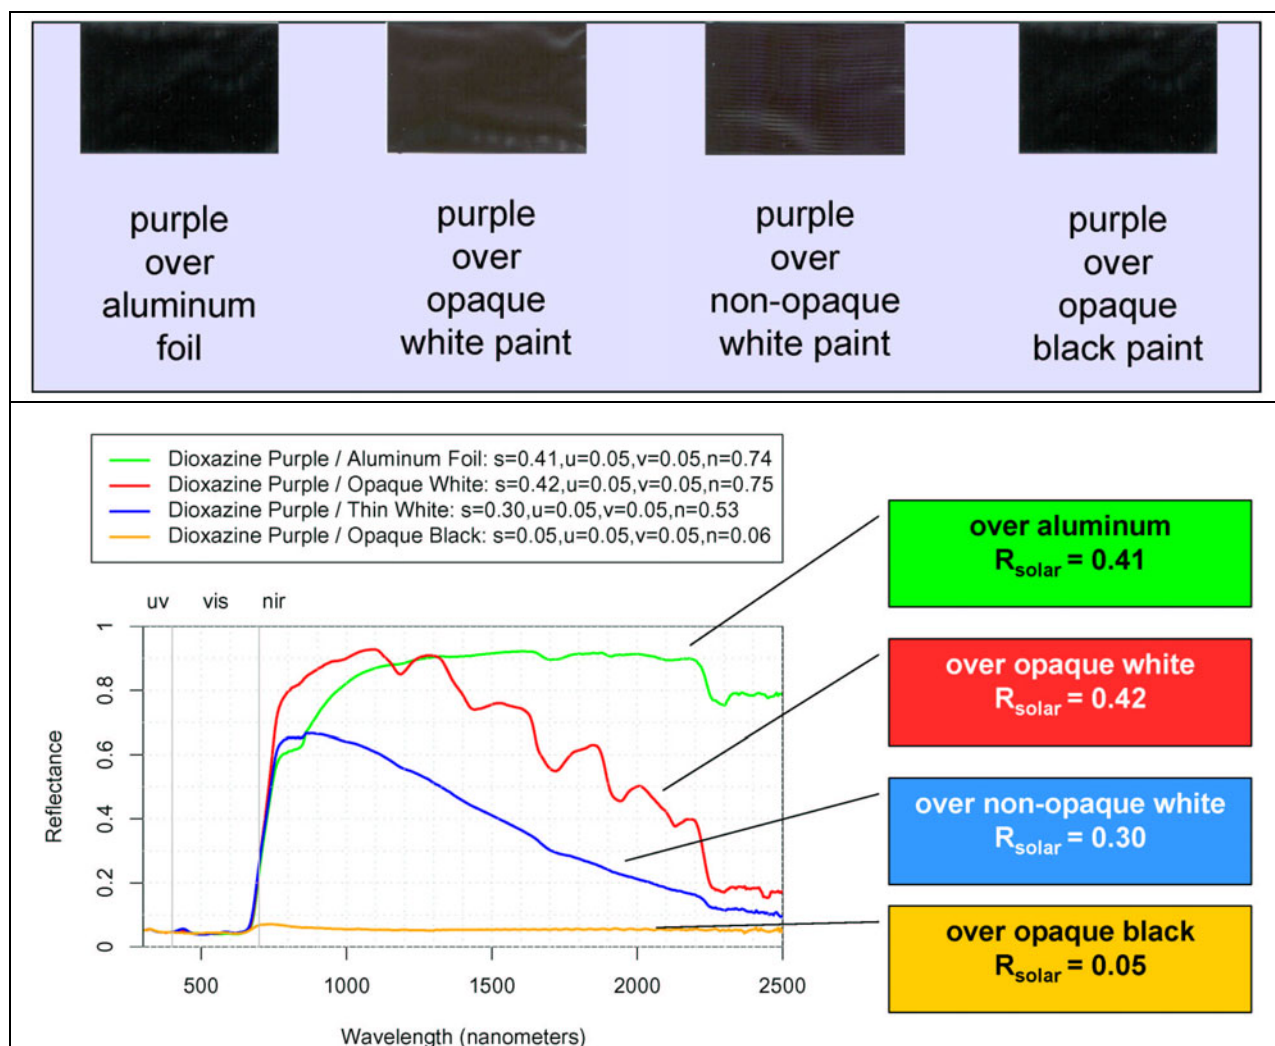 purple
over
aluminum
foil
purple
over
opaque
white paint
purple
over
non-opaque
white paint
purple
over
opaque
black paint
Dioxazine Purple / Aluminum Foil: s=0.41,u=0.05,v=0.05,n=0.74
Dioxazine Purple / Opaque White: s=0.42,u=0.05,v=0.05,n=0.75
Dioxazine Purple / Thin White: s=0.30,u=0.05,v=0.05,n=0.53
Dioxazine Purple / Opaque Black: s=0.05,u=0.05,v=0.05,n=0.06
uv vis nir
1
0.8
0.6
0.4
0.2
0
Reflectance
500 1000 1500 2000 2500
Wavelength (nanometers)
over aluminum
Rsolar = 0.41
over opaque white
Rsolar = 0.42
over non-opaque white
Rsolar = 0.30
over opaque black
Rsolar = 0.05